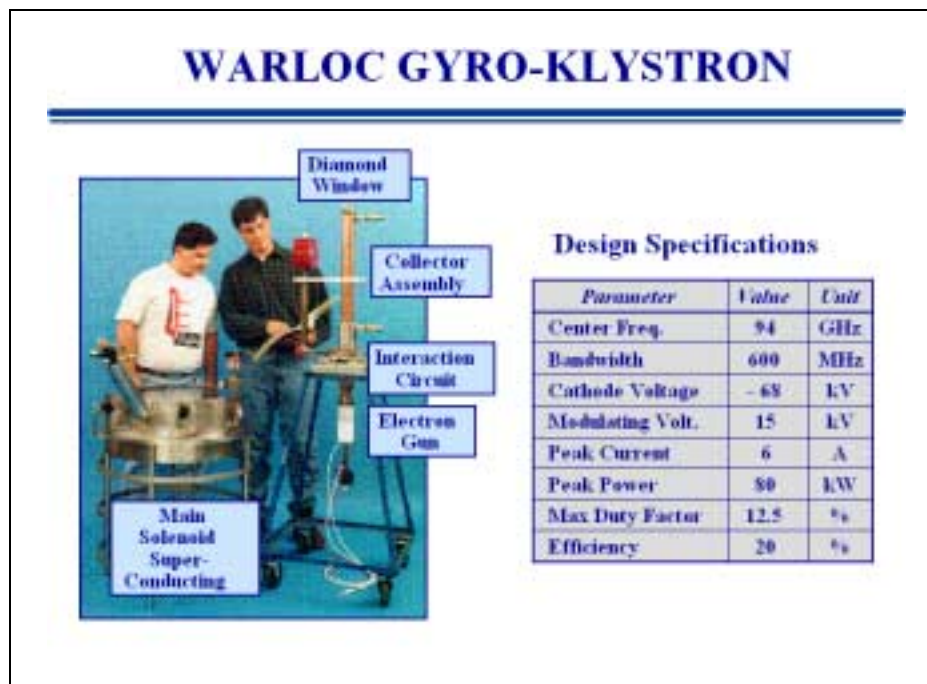 WARLOC GYRO-KLYSTRON
Diamond
Window
Collector
Assembly
Interaction
Circuit
Electron
Gun
Main
Solenoid
Super-
Conducting
Design Specifications
Parameter Value Unit
Center Freq. 94 GHz
Bandwidth 600 MHz
Cathode Voltage - 68 kV
Modulating Volt. 15 kV
Peak Current 6 A
Peak Power 80 kW
Max Duty Factor 12.5 %
Efficiency 20 %